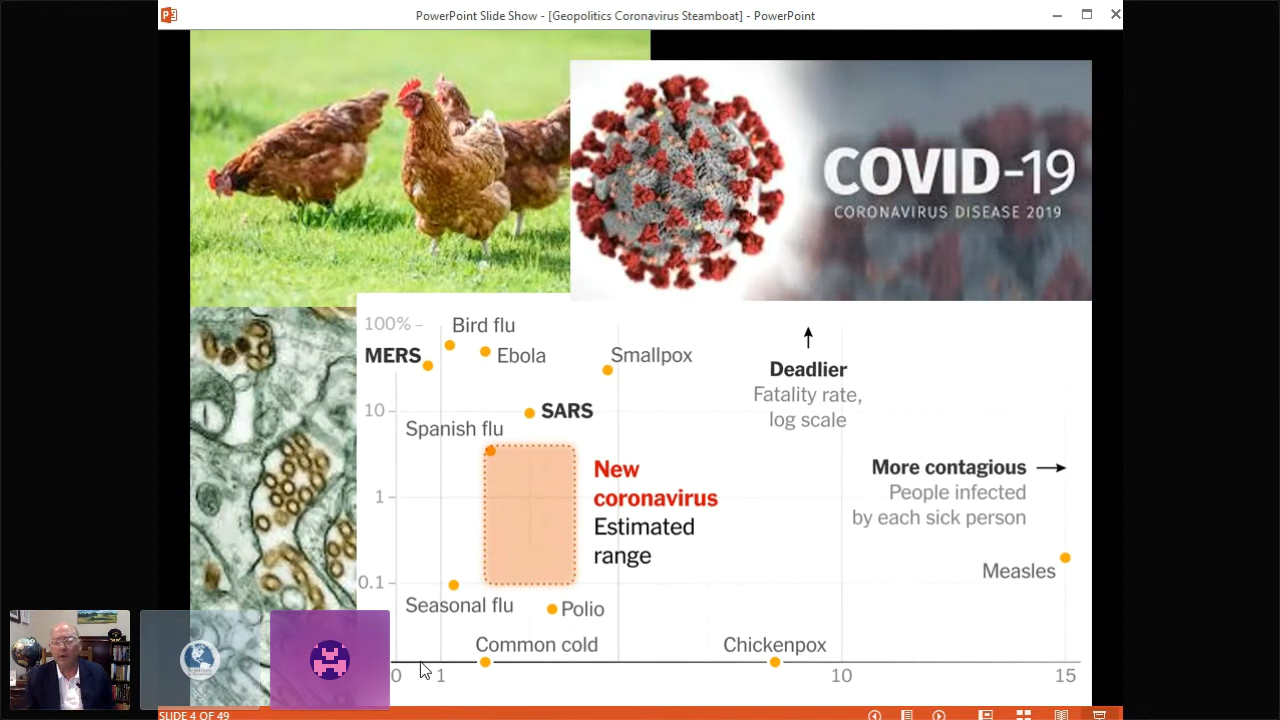 PowerPoint Slide Show - [Geopolitics Coronavirus Steamboat] - PowerPoint
COVID-19
CORONAVIRUS DISEASE 2019
100%
Bird flu
MERS
Ebola
Smallpox
Deadlier
Fatality rate,
log scale
10
SARS
Spanish flu
New
coronavirus
Estimated
range
More contagious
People infected
by each sick person
1
Measles
0.1
Seasonal flu
Polio
Common cold
Chickenpox
0
1
10
15
SLIDE 4 OF 49